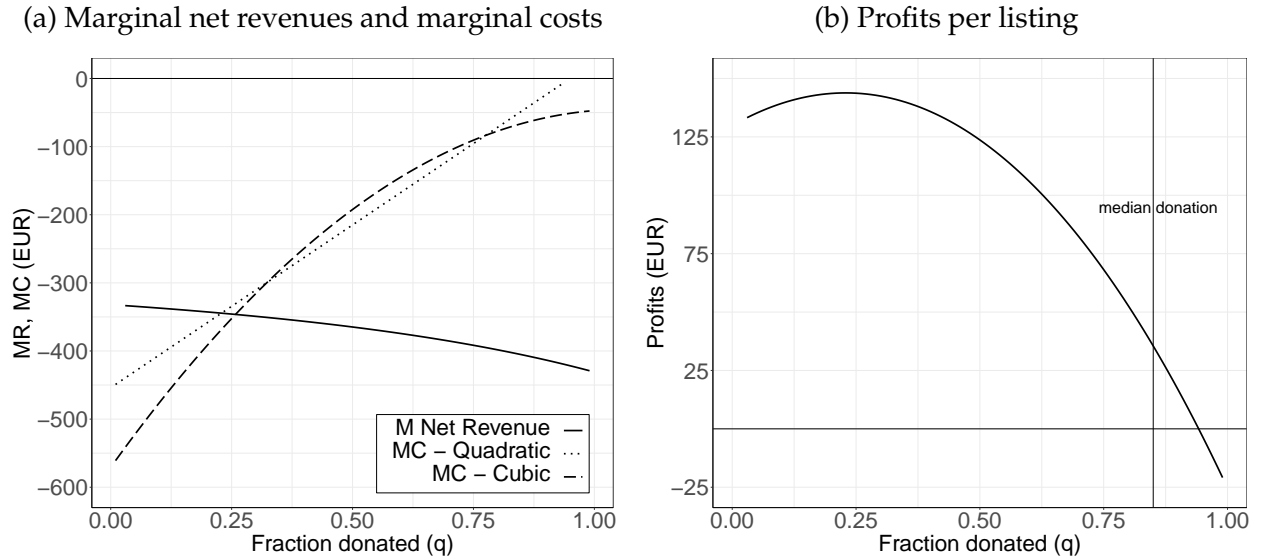 (a) Marginal net revenues and marginal costs
0
−100
−200
−300
−400
−500
−600
MR, MC (EUR)
M Net Revenue
MC − Quadratic
MC − Cubic
0.00 0.25 0.50 0.75 1.00
Fraction donated (q)
(b) Profits per listing
125
75
25
−25
Profits (EUR)
median donation
0.00 0.25 0.50 0.75 1.00
Fraction donated (q)